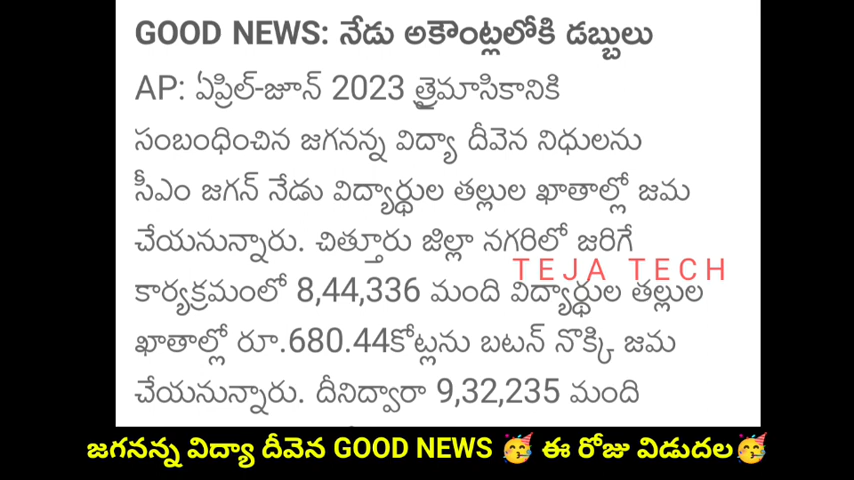 GOOD NEWS: నేడు అకౌంట్లలోకి డబ్బులు
AP: ఏప్రిల్-జూన్ 2023 త్రైమాసికానికి
సంబంధించిన జగనన్న విద్యా దీవెన నిధులను
సీఎం జగన్ నేడు విద్యార్థుల తల్లుల ఖాతాల్లో జమ
చేయనున్నారు. చిత్తూరు జిల్లా నగరిలో జరిగే
TEJA TECH
కార్యక్రమంలో 8,44,336 మంది విద్యార్థుల తల్లుల
ఖాతాల్లో రూ.680.44కోట్లను బటన్ నొక్కి జమ
చేయనున్నారు. దీనిద్వారా 9,32,235 మంది
జగనన్న విద్యా దీవెన GOOD NEWS 🥳 ఈ రోజు విడుదల🥳